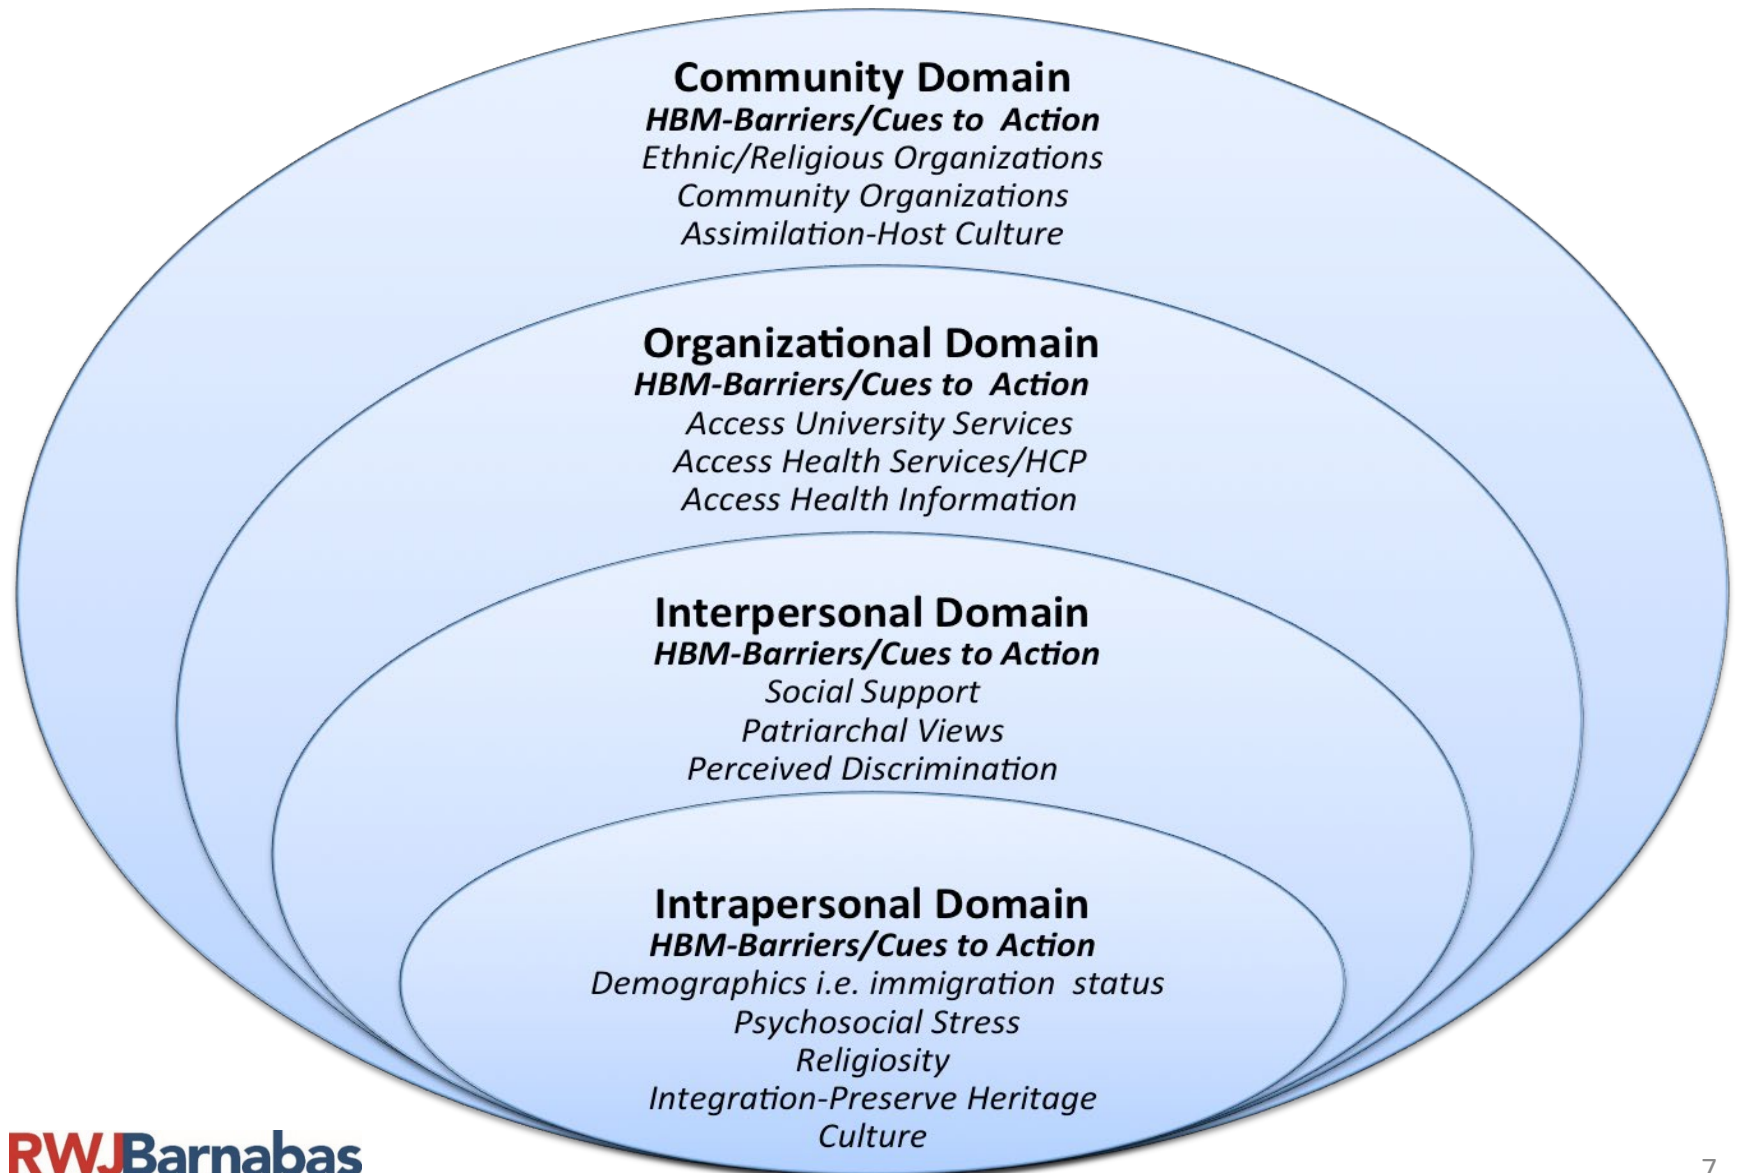 Community Domain
HBM-Barriers/Cues to Action
Ethnic/Religious Organizations
Community Organizations
Assimilation-Host Culture
Organizational Domain
HBM-Barriers/Cues to Action
Access University Services
Access Health Services/HCP
Access Health Information
Interpersonal Domain
HBM-Barriers/Cues to Action
Social Support
Patriarchal Views
Perceived Discrimination
Intrapersonal Domain
HBM-Barriers/Cues to Action
Demographics i.e. immigration status
Psychosocial Stress
Religiosity
Integration-Preserve Heritage
Culture
RWJBarnabas
7